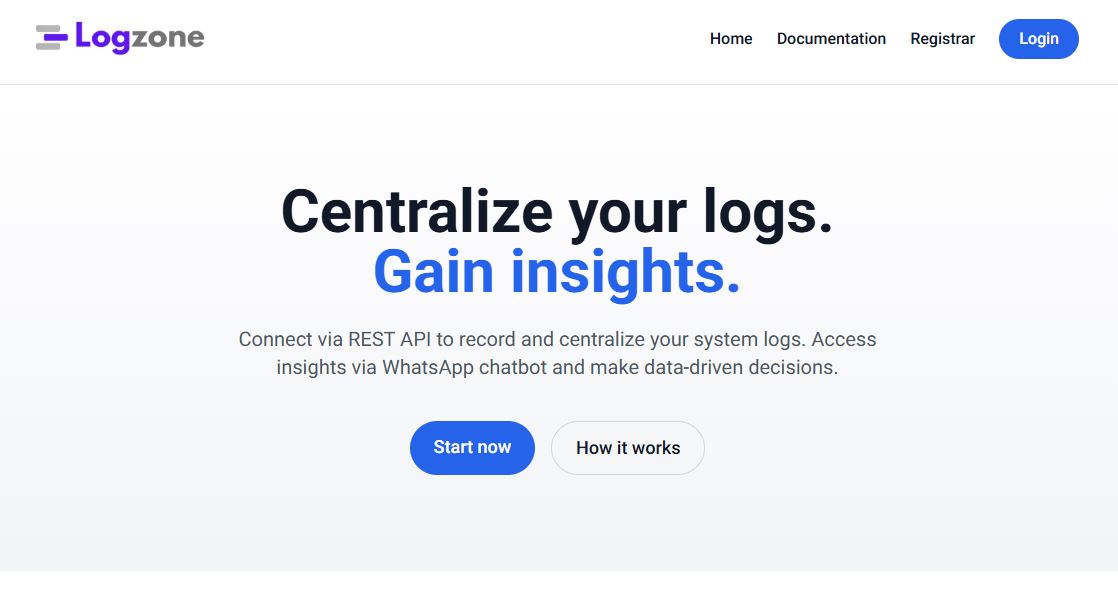 Logzone
Home Documentation Registrar Login
Centralize your logs.
Gain insights.
Connect via REST API to record and centralize your system logs. Access
insights via WhatsApp chatbot and make data-driven decisions.
Start now How it works